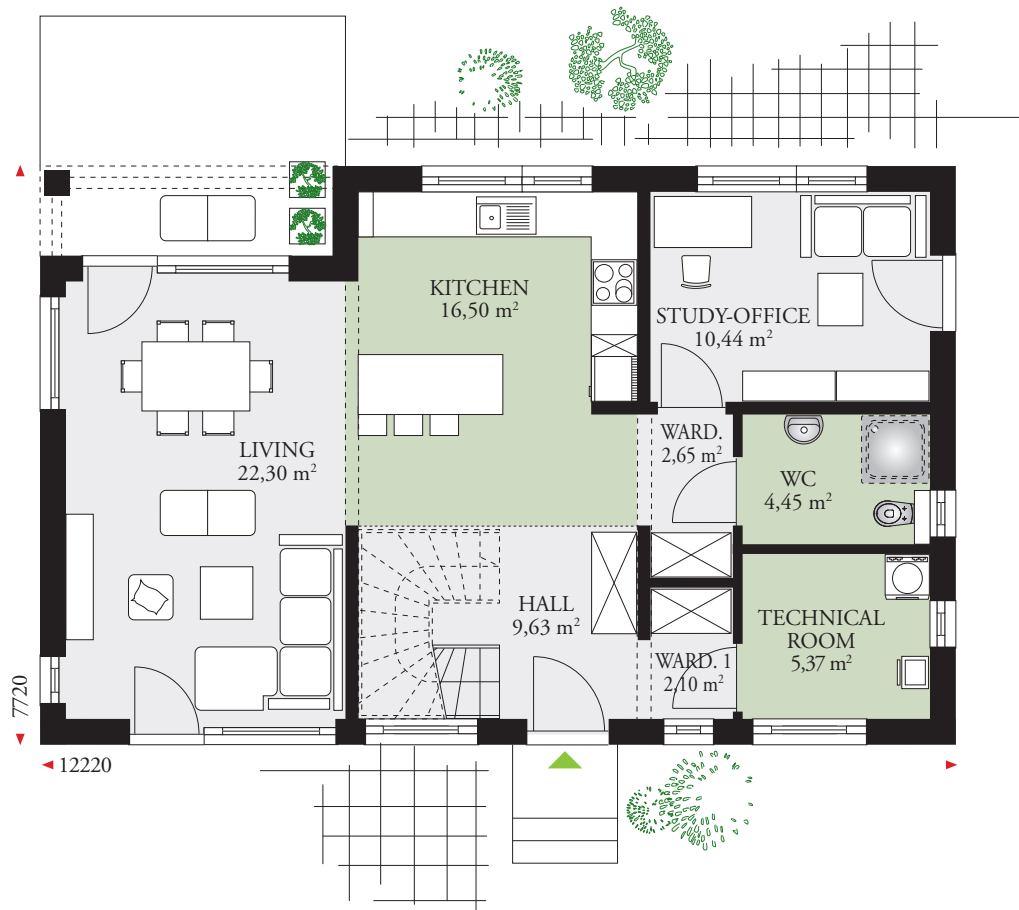 KITCHEN
16,50 m²
STUDY-OFFICE
10,44 m²
LIVING
22,30 m²
WARD.
2,65 m²
WC
4,45 m²
HALL
9,63 m²
TECHNICAL
ROOM
5,37 m²
WARD. 1
2,10 m²
7720
12220